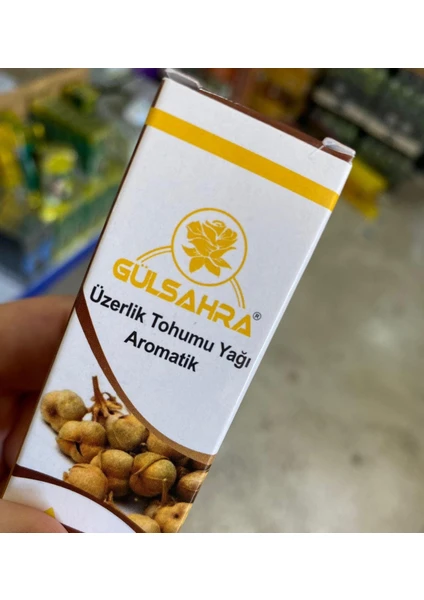 GÜLSAHRA®
Üzerlik Tohumu Yağı
Aromatik